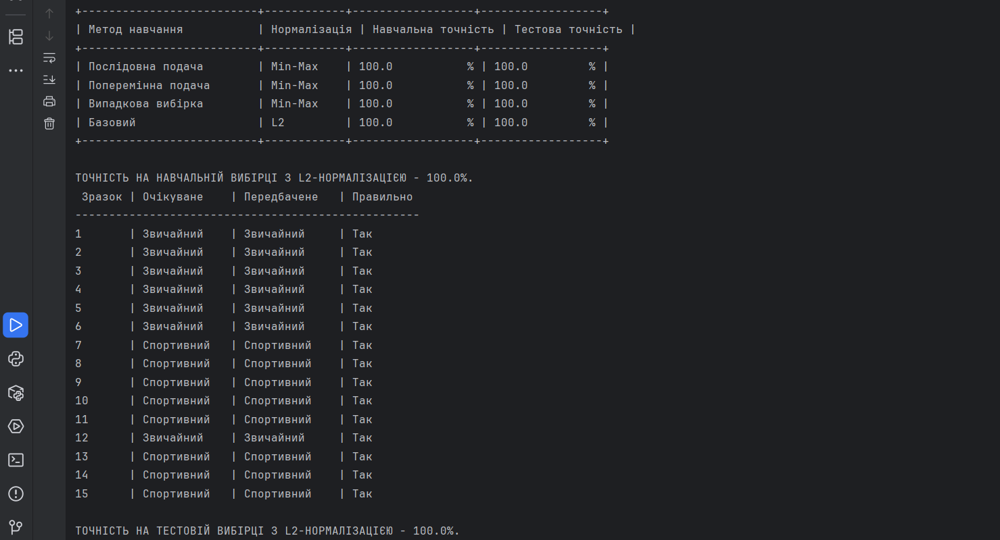 +--------------------------+------------+------------------+------------------+
| Метод навчання           | Нормалізація | Навчальна точність | Тестова точність |
+--------------------------+------------+------------------+------------------+
| Послідовна подача        | Min-Max    | 100.0           % | 100.0         % |
| Поперемінна подача       | Min-Max    | 100.0           % | 100.0         % |
| Випадкова вибірка        | Min-Max    | 100.0           % | 100.0         % |
| Базовий                  | L2         | 100.0           % | 100.0         % |
+--------------------------+------------+------------------+------------------+
ТОЧНІСТЬ НА НАВЧАЛЬНІЙ ВИБІРЦІ З L2-НОРМАЛІЗАЦІЄЮ - 100.0%.
 Зразок | Очікуване    | Передбачене   | Правильно
---------------------------------------------------
1       | Звичайний    | Звичайний     | Так
2       | Звичайний    | Звичайний     | Так
3       | Звичайний    | Звичайний     | Так
4       | Звичайний    | Звичайний     | Так
5       | Звичайний    | Звичайний     | Так
6       | Звичайний    | Звичайний     | Так
7       | Спортивний   | Спортивний    | Так
8       | Спортивний   | Спортивний    | Так
9       | Спортивний   | Спортивний    | Так
10      | Спортивний   | Спортивний    | Так
11      | Спортивний   | Спортивний    | Так
12      | Звичайний    | Звичайний     | Так
13      | Спортивний   | Спортивний    | Так
14      | Спортивний   | Спортивний    | Так
15      | Спортивний   | Спортивний    | Так
ТОЧНІСТЬ НА ТЕСТОВІЙ ВИБІРЦІ З L2-НОРМАЛІЗАЦІЄЮ - 100.0%.